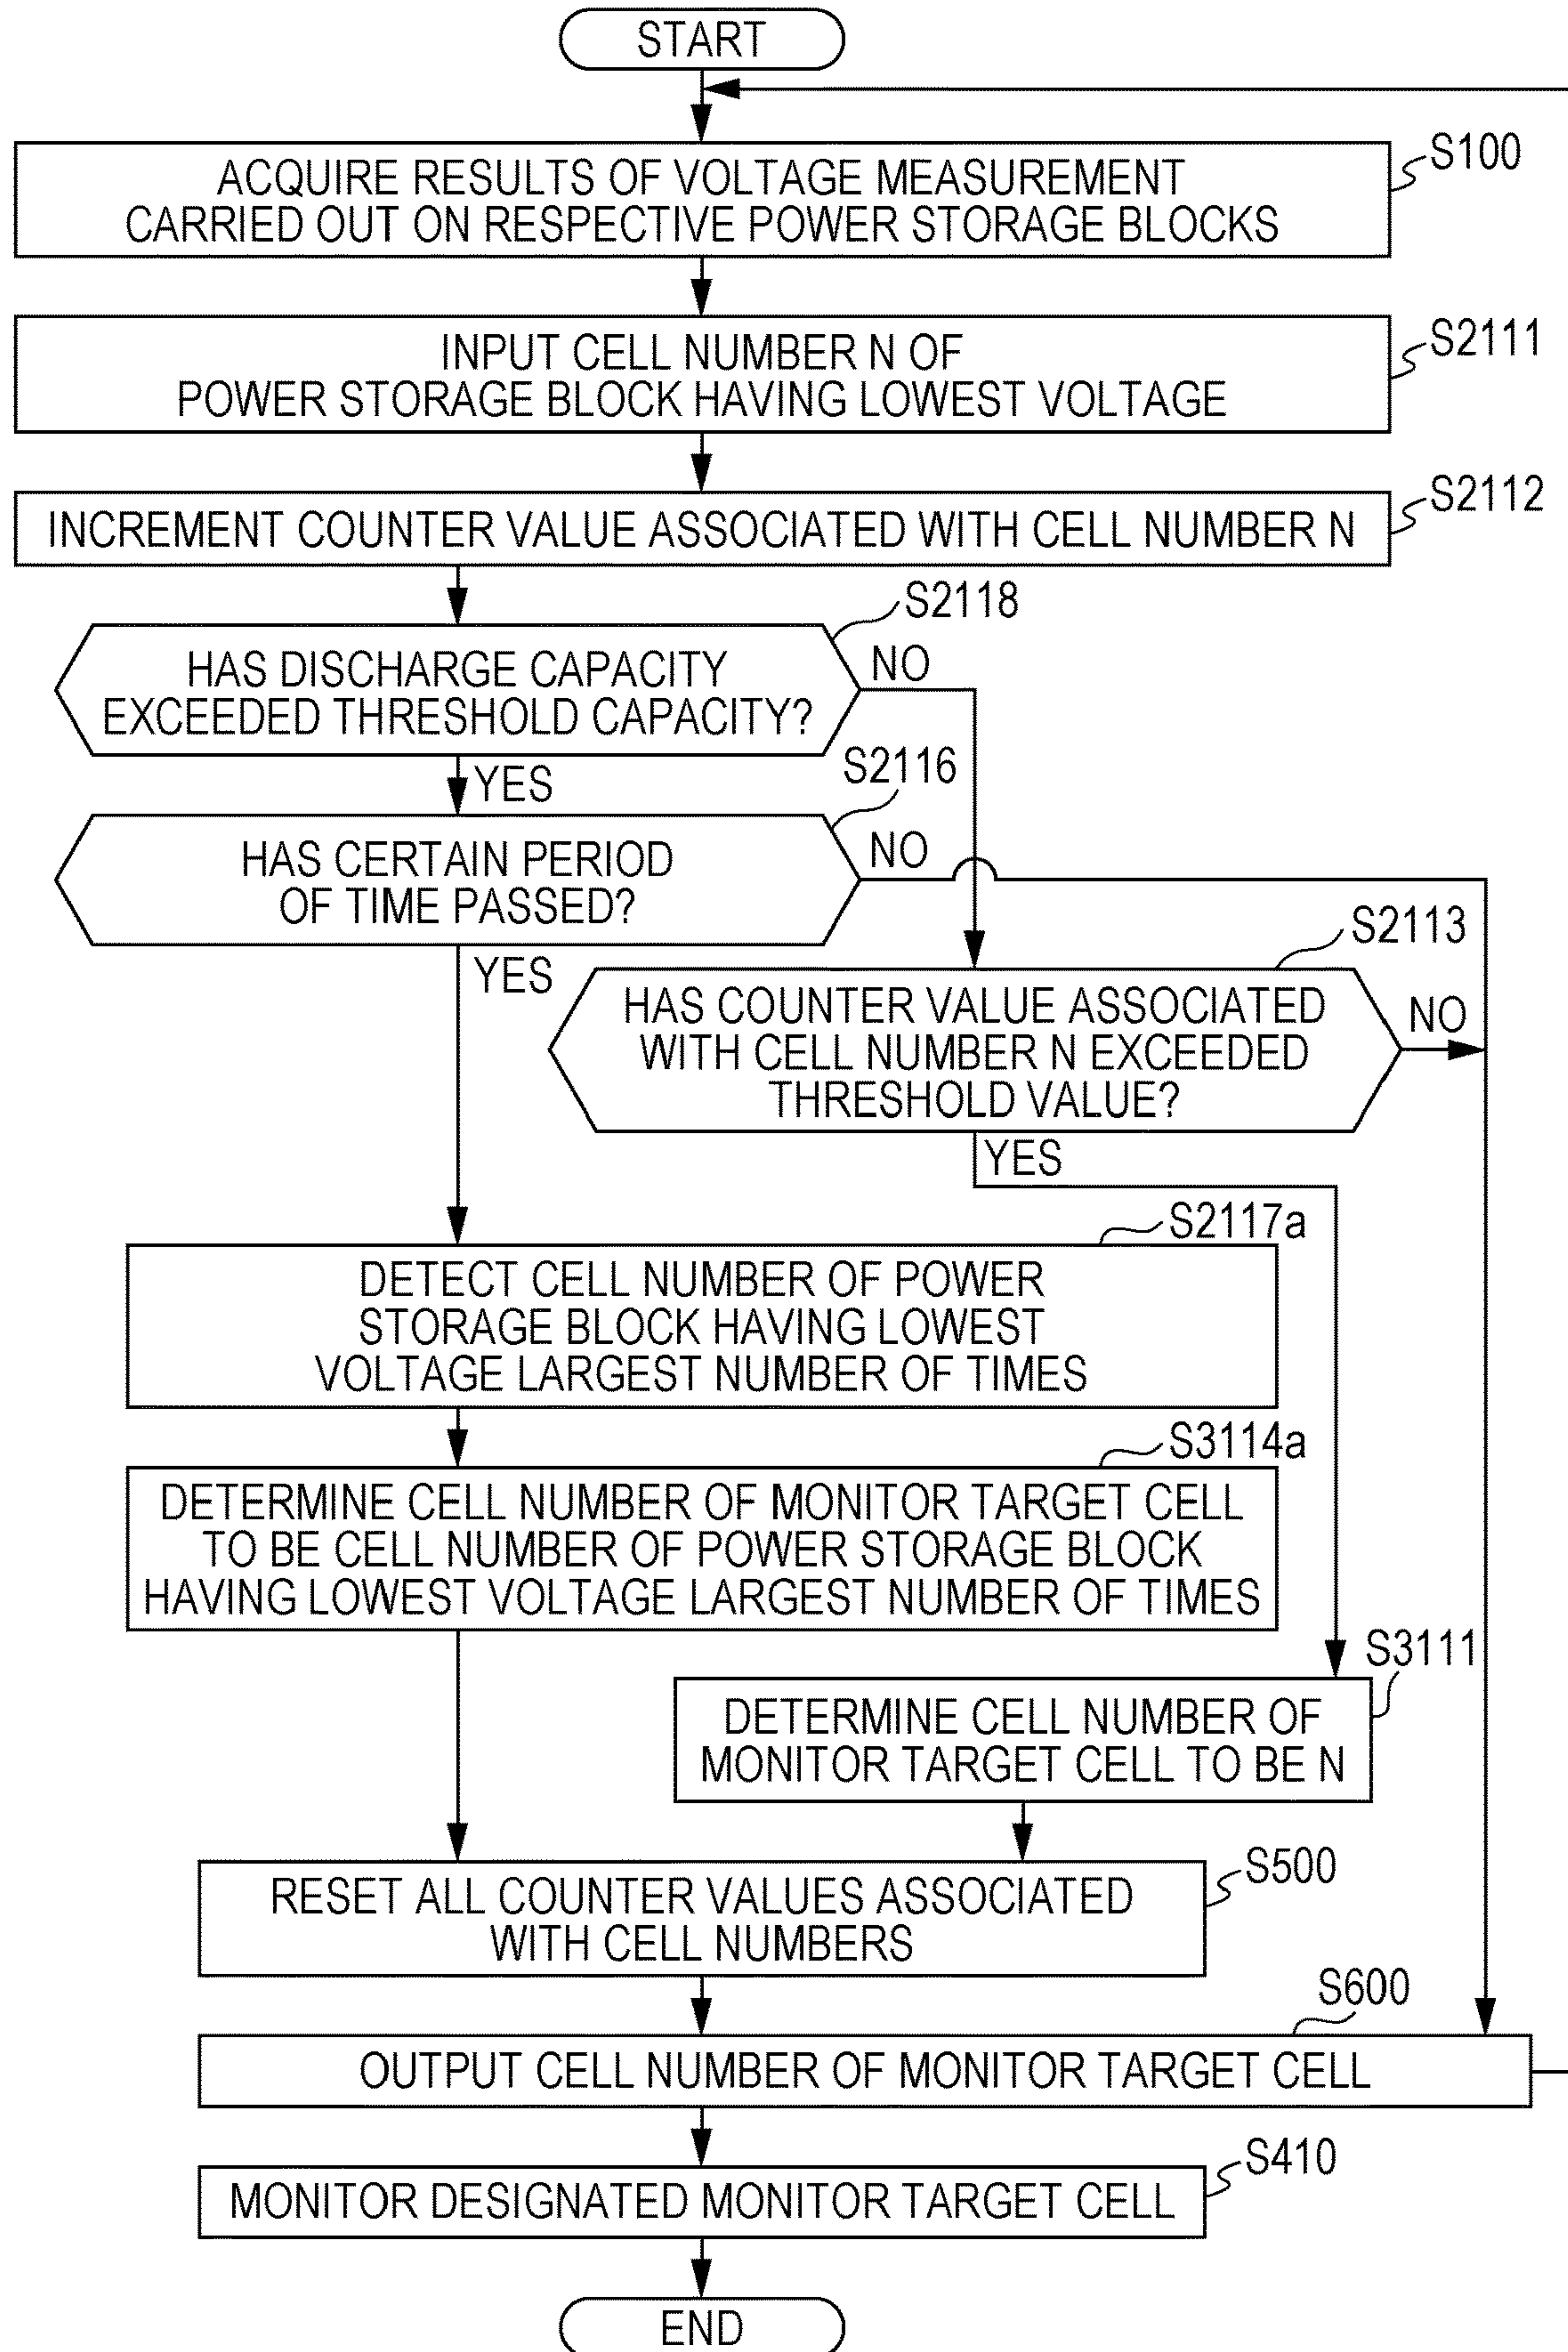 START
ACQUIRE RESULTS OF VOLTAGE MEASUREMENT
CARRIED OUT ON RESPECTIVE POWER STORAGE BLOCKS
S100
INPUT CELL NUMBER N OF
POWER STORAGE BLOCK HAVING LOWEST VOLTAGE
S2111
INCREMENT COUNTER VALUE ASSOCIATED WITH CELL NUMBER N
S2112
S2118
HAS DISCHARGE CAPACITY
EXCEEDED THRESHOLD CAPACITY?
NO
YES
S2116
HAS CERTAIN PERIOD
OF TIME PASSED?
NO
YES
S2113
HAS COUNTER VALUE ASSOCIATED
WITH CELL NUMBER N EXCEEDED
THRESHOLD VALUE?
NO
YES
S2117a
DETECT CELL NUMBER OF POWER
STORAGE BLOCK HAVING LOWEST
VOLTAGE LARGEST NUMBER OF TIMES
S3114a
DETERMINE CELL NUMBER OF MONITOR TARGET CELL
TO BE CELL NUMBER OF POWER STORAGE BLOCK
HAVING LOWEST VOLTAGE LARGEST NUMBER OF TIMES
S3111
DETERMINE CELL NUMBER OF
MONITOR TARGET CELL TO BE N
S500
RESET ALL COUNTER VALUES ASSOCIATED
WITH CELL NUMBERS
S600
OUTPUT CELL NUMBER OF MONITOR TARGET CELL
S410
MONITOR DESIGNATED MONITOR TARGET CELL
END